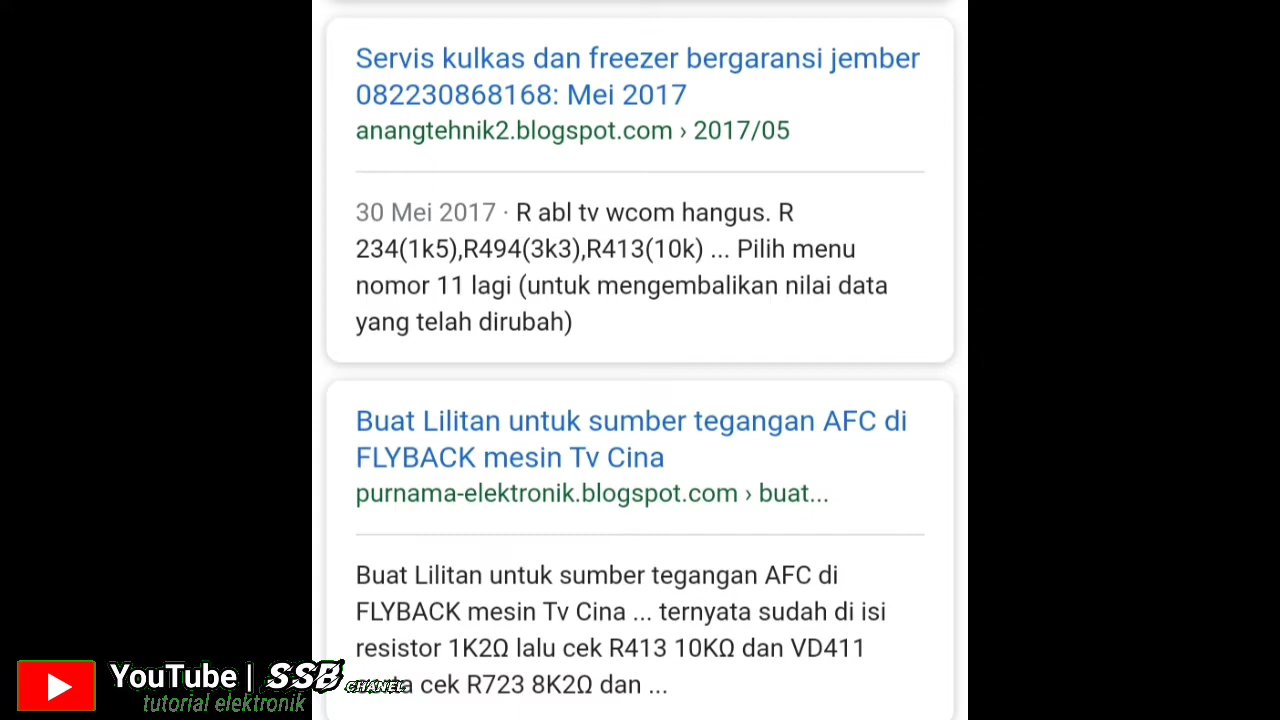 Servis kulkas dan freezer bergaransi jember
082230868168: Mei 2017
anangtehnik2.blogspot.com › 2017/05
30 Mei 2017 · R abl tv wcom hangus. R
234(1k5),R494(3k3),R413(10k) ... Pilih menu
nomor 11 lagi (untuk mengembalikan nilai data
yang telah dirubah)
Buat Lilitan untuk sumber tegangan AFC di
FLYBACK mesin Tv Cina
purnama-elektronik.blogspot.com › buat...
Buat Lilitan untuk sumber tegangan AFC di
FLYBACK mesin Tv Cina ... ternyata sudah di isi
resistor 1K2Ω lalu cek R413 10KΩ dan VD411
cek R723 8K2Ω dan ...
YouTube | SSB CHANEL
tutorial elektronik